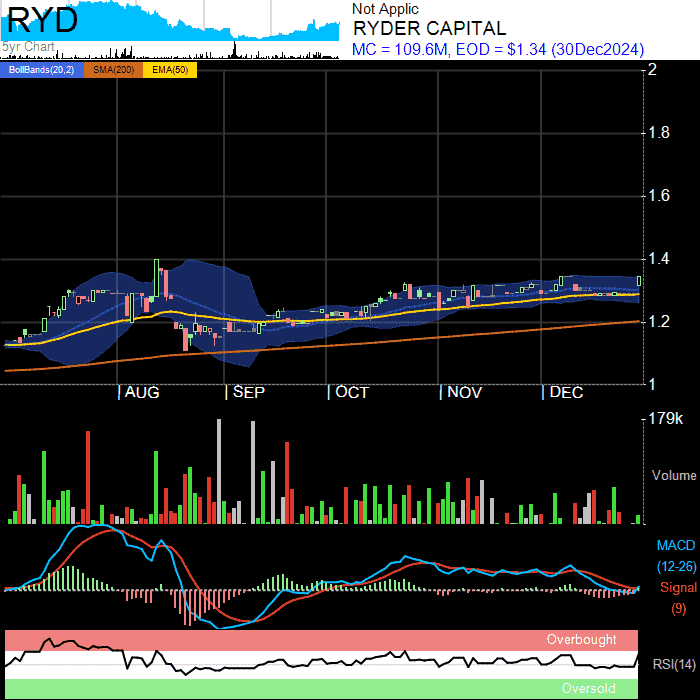 RYD
5yr Chart
Not Applic
RYDER CAPITAL
MC = 109.6M, EOD = $1.34 (30Dec2024)
BollBands(20,2) SMA(200) EMA(50)
2
1.8
1.6
1.4
1.2
1
AUG SEP OCT NOV DEC
179k
Volume
MACD
(12-26)
Signal
(9)
Overbought
RSI(14)
Oversold